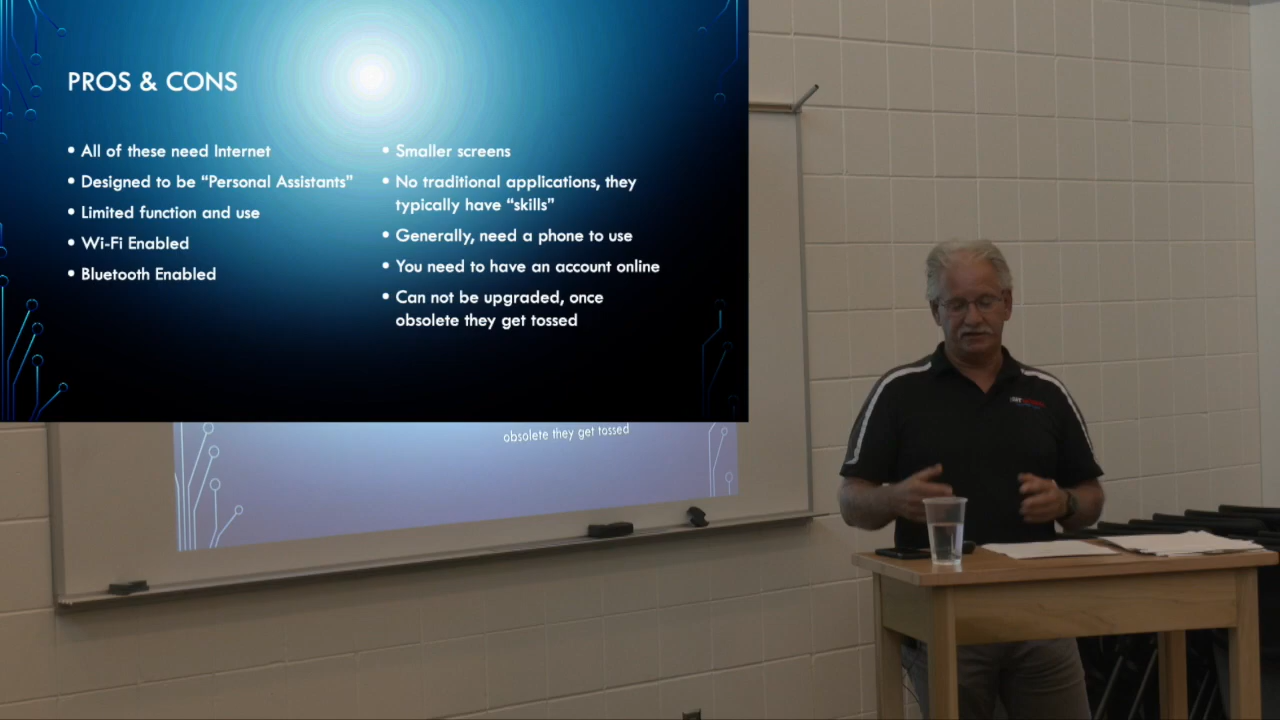 PROS & CONS
• All of these need Internet
• Designed to be “Personal Assistants”
• Limited function and use
• Wi-Fi Enabled
• Bluetooth Enabled
• Smaller screens
• No traditional applications, they
typically have “skills”
• Generally, need a phone to use
• You need to have an account online
• Can not be upgraded, once
obsolete they get tossed
obsolete they get tossed